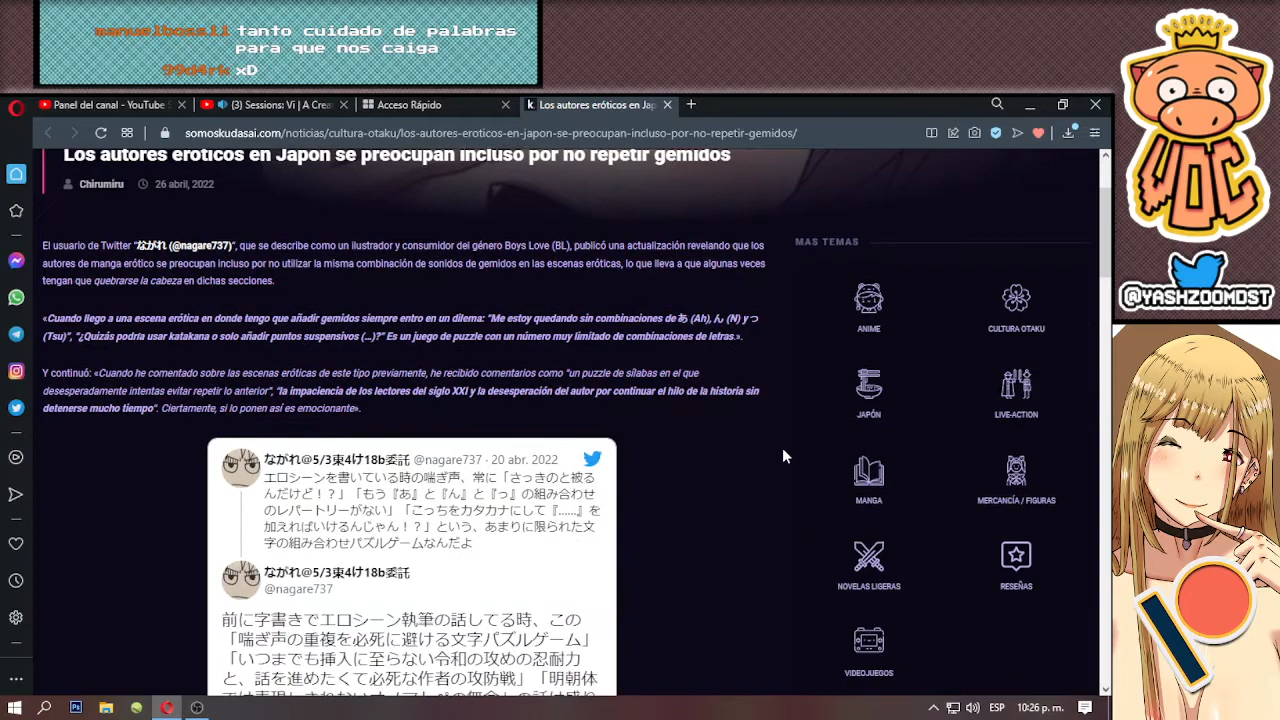 manuelboss11 tanto cuidado de palabras
para que nos caiga
99d4rk xD
Panel del canal - YouTube S
(3) Sessions: Vi | A Crea
Acceso Rápido
Los autores eróticos en Jap
somoskudasai.com/noticias/cultura-otaku/los-autores-eroticos-en-japon-se-preocupan-incluso-por-no-repetir-gemidos/
Los autores eróticos en Japón se preocupan incluso por no repetir gemidos
Chirumiru 26 abril, 2022
El usuario de Twitter "ながれ (@nagare737)", que se describe como un ilustrador y consumidor del género Boys Love (BL), publicó una actualización revelando que los
autores de manga erótico se preocupan incluso por no utilizar la misma combinación de sonidos de gemidos en las escenas eróticas, lo que lleva a que algunas veces
tengan que quebrarse la cabeza en dichas secciones.
«Cuando llego a una escena erótica en donde tengo que añadir gemidos siempre entro en un dilema: "Me estoy quedando sin combinaciones de あ (Ah), ん (N) y っ
(Tsu)", "¿Quizás podría usar katakana o solo añadir puntos suspensivos (…)?" Es un juego de puzzle con un número muy limitado de combinaciones de letras.».
Y continuó: «Cuando he comentado sobre las escenas eróticas de este tipo previamente, he recibido comentarios como "un puzzle de sílabas en el que
desesperadamente intentas evitar repetir lo anterior", "la impaciencia de los lectores del siglo XXI y la desesperación del autor por continuar el hilo de la historia sin
detenerse mucho tiempo". Ciertamente, si lo ponen así es emocionante».
ながれ@5/3東4け18b委託 @nagare737 · 20 abr. 2022
エロシーンを書いている時の喘ぎ声、常に「さっきのと被る
んだけど！？」「もう『あ』と『ん』と『っ』の組み合わせ
のレパートリーがない」「こっちをカタカナにして『……』を
加えればいけるんじゃん！？」という、あまりに限られた文
字の組み合わせパズルゲームなんだよ
ながれ@5/3東4け18b委託
@nagare737
前に字書きでエロシーン執筆の話してる時、この
「喘ぎ声の重複を必死に避ける文字パズルゲーム」
「いつまでも挿入に至らない令和の攻めの忍耐力
と、話を進めたくて必死な作者の攻防戦」「明朝体
MAS TEMAS
ANIME
CULTURA OTAKU
JAPÓN
LIVE-ACTION
MANGA
MERCANCÍA / FIGURAS
NOVELAS LIGERAS
RESEÑAS
VIDEOJUEGOS
@YASHZOOMDST
ESP 10:26 p. m.